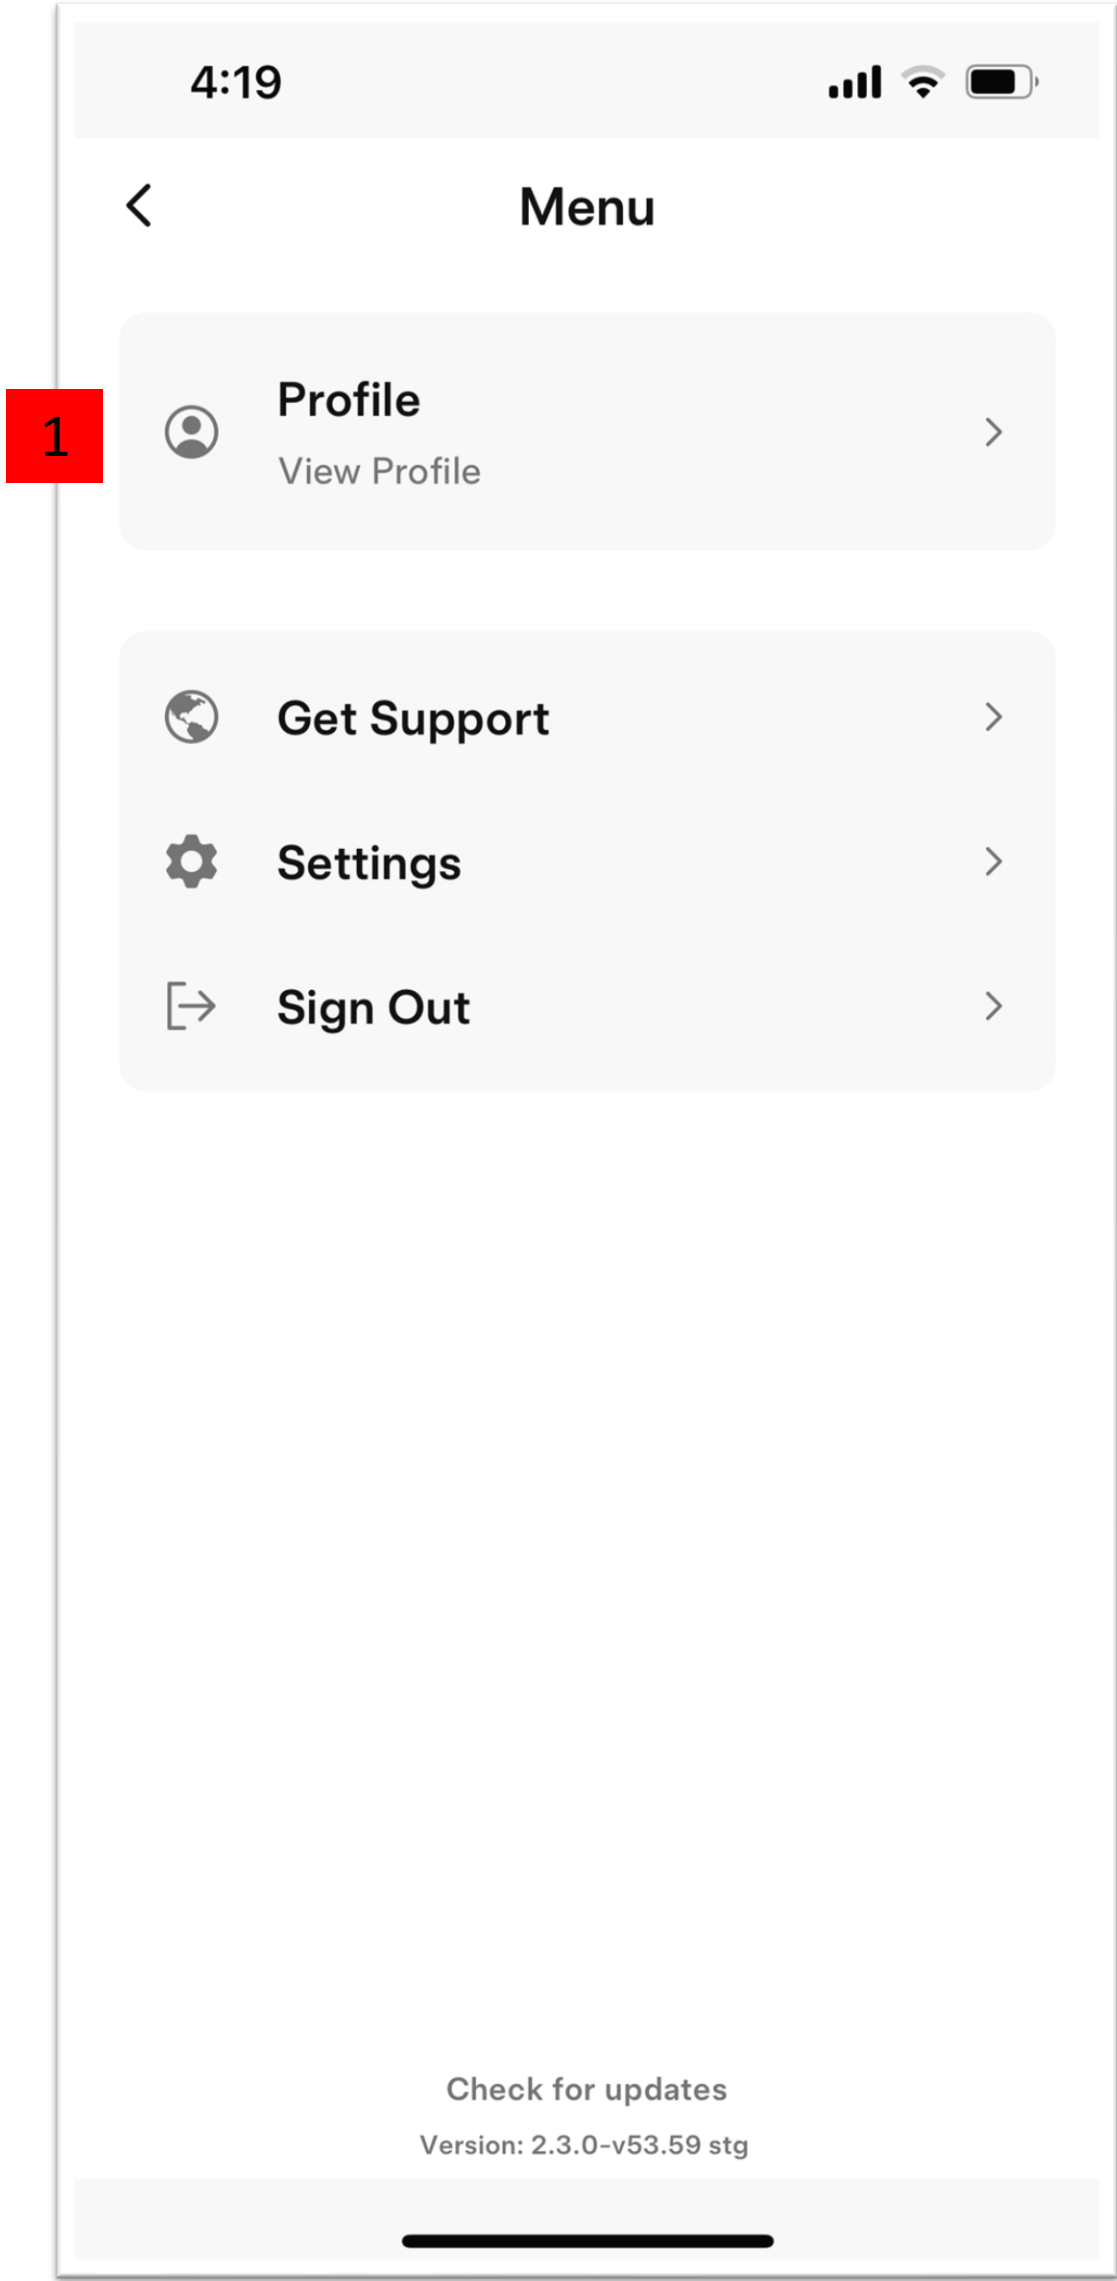 4:19
Menu
1
Profile
View Profile
Get Support
Settings
Sign Out
Check for updates
Version: 2.3.0-v53.59 stg